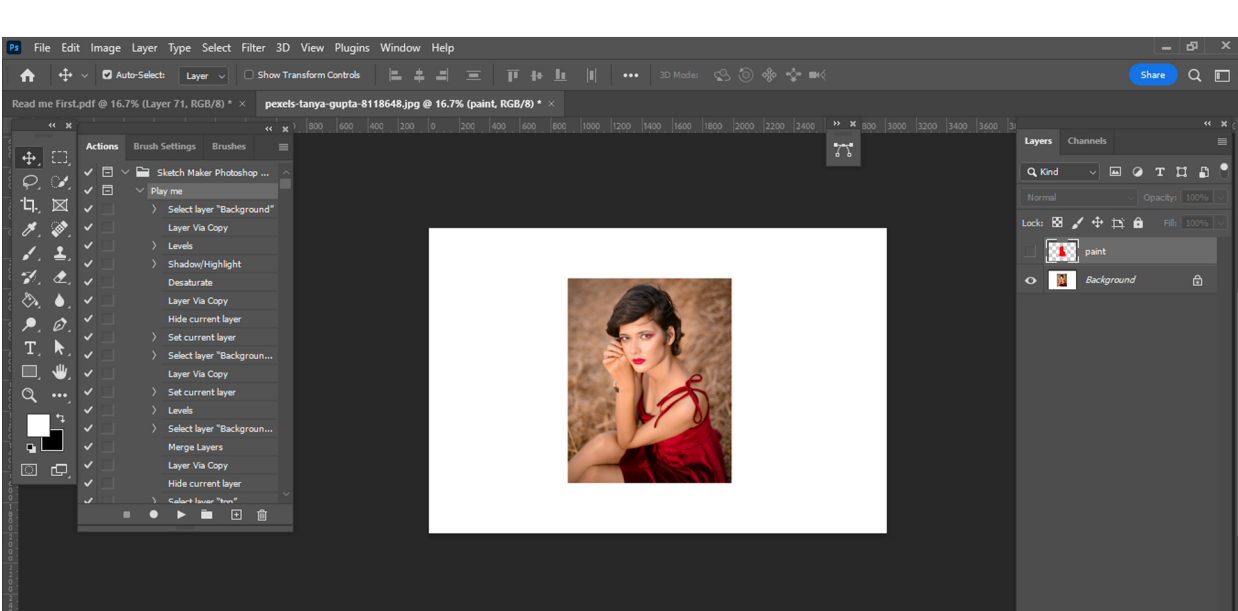 Ps File Edit Image Layer Type Select Filter 3D View Plugins Window Help
Auto-Select: Layer Show Transform Controls 3D Mode: Share
Read me First.pdf @ 16.7% (Layer 71, RGB/8) * × pexels-tanya-gupta-8118648.jpg @ 16.7% (paint, RGB/8) * ×
800 600 400 200 0 200 400 600 800 1000 1200 1400 1600 1800 2000 2200 2400 800 3000 3200 3400 3600
Actions Brush Settings Brushes
Sketch Maker Photoshop ...
Play me
Select layer "Background"
Layer Via Copy
Levels
Shadow/Highlight
Desaturate
Layer Via Copy
Hide current layer
Set current layer
Select layer "Backgroun...
Layer Via Copy
Set current layer
Levels
Select layer "Backgroun...
Merge Layers
Layer Via Copy
Hide current layer
Select layer "top"
Layers Channels
Kind
Normal Opacity: 100%
Lock: Fill: 100%
paint
Background